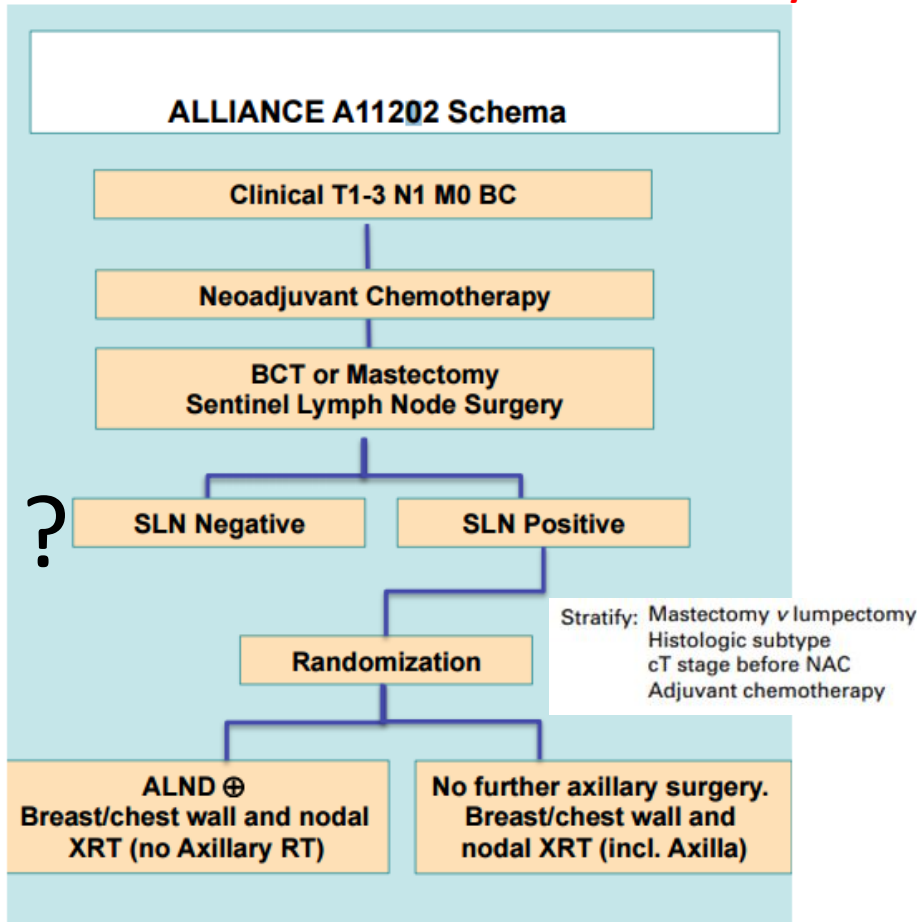 ALLIANCE A11202 Schema
Clinical T1-3 N1 M0 BC
Neoadjuvant Chemotherapy
BCT or Mastectomy
Sentinel Lymph Node Surgery
?
SLN Negative
SLN Positive
Stratify: Mastectomy v lumpectomy
Histologic subtype
cT stage before NAC
Adjuvant chemotherapy
Randomization
ALND ⊕
Breast/chest wall and nodal
XRT (no Axillary RT)
No further axillary surgery.
Breast/chest wall and
nodal XRT (incl. Axilla)